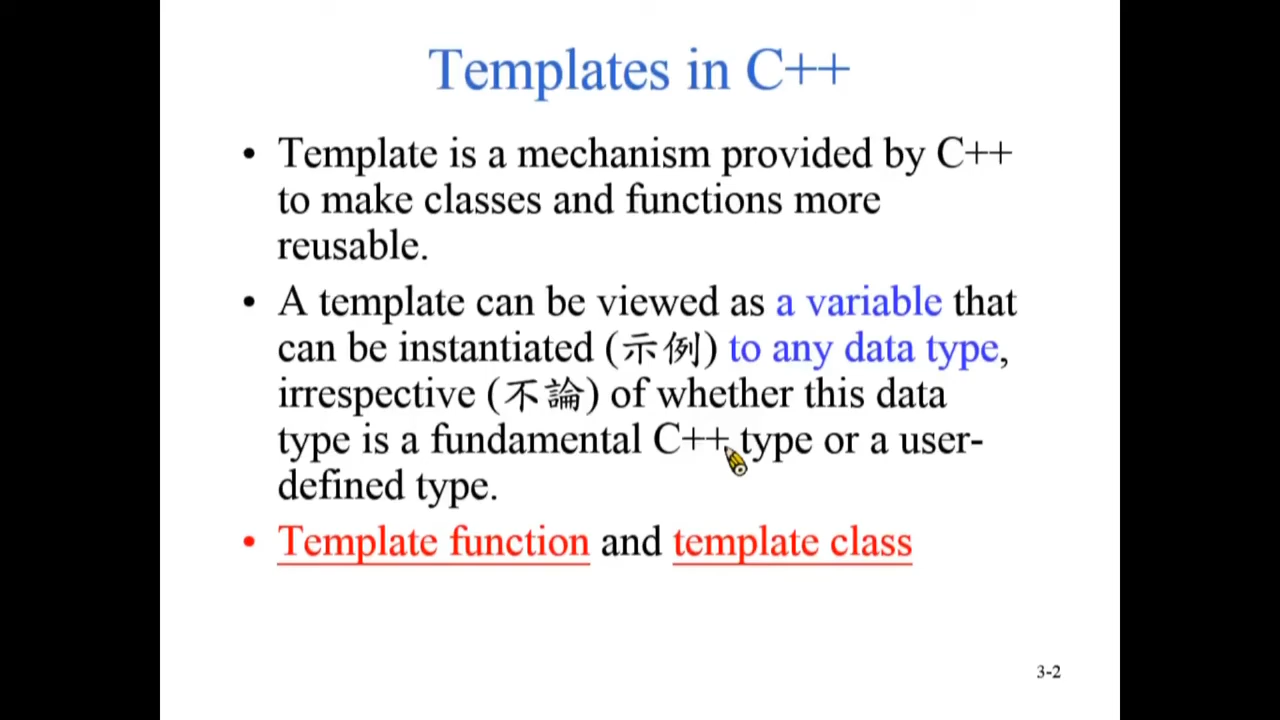 Templates in C++
• Template is a mechanism provided by C++
to make classes and functions more
reusable.
• A template can be viewed as a variable that
can be instantiated (示例) to any data type,
irrespective (不論) of whether this data
type is a fundamental C++ type or a user-
defined type.
• Template function and template class
3-2